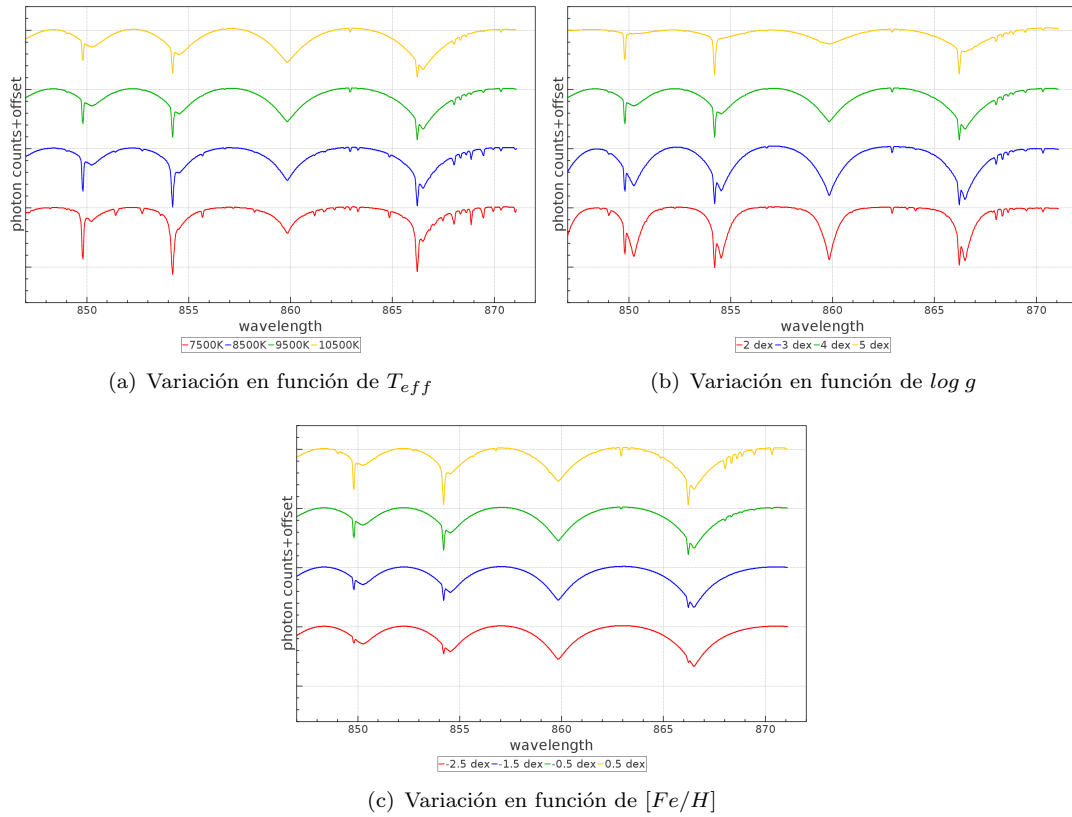 photon counts+offset
850 855 860 865 870
wavelength
7500K 8500K 9500K 10500K
(a) Variación en función de T_eff
photon counts+offset
850 855 860 865 870
wavelength
2 dex 3 dex 4 dex 5 dex
(b) Variación en función de log g
photon counts+offset
850 855 860 865 870
wavelength
-2.5 dex -1.5 dex -0.5 dex 0.5 dex
(c) Variación en función de [Fe/H]